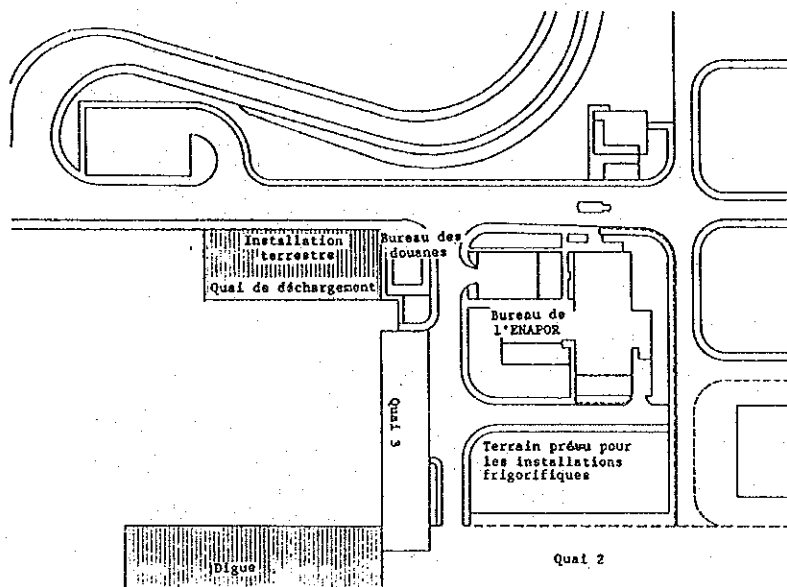 Installation
terrestre
Quai de déchargement
Bureau des
douanes
Bureau de
l'ENAPOR
Quai 3
Terrain prévu pour
les installations
frigorifiques
Digue
Quai 2